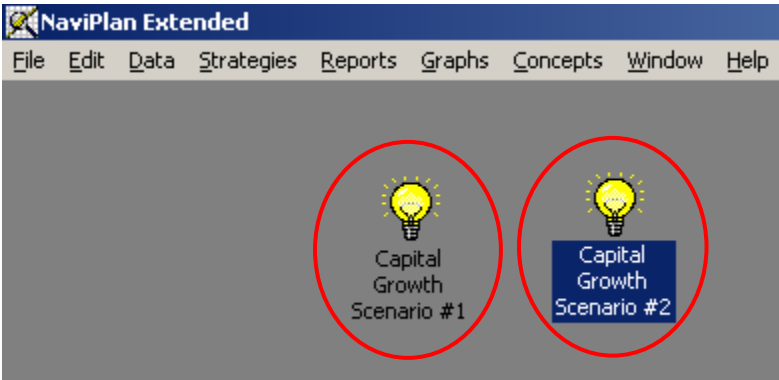 NaviPlan Extended
File Edit Data Strategies Reports Graphs Concepts Window Help
Capital
Growth
Scenario #1
Capital
Growth
Scenario #2